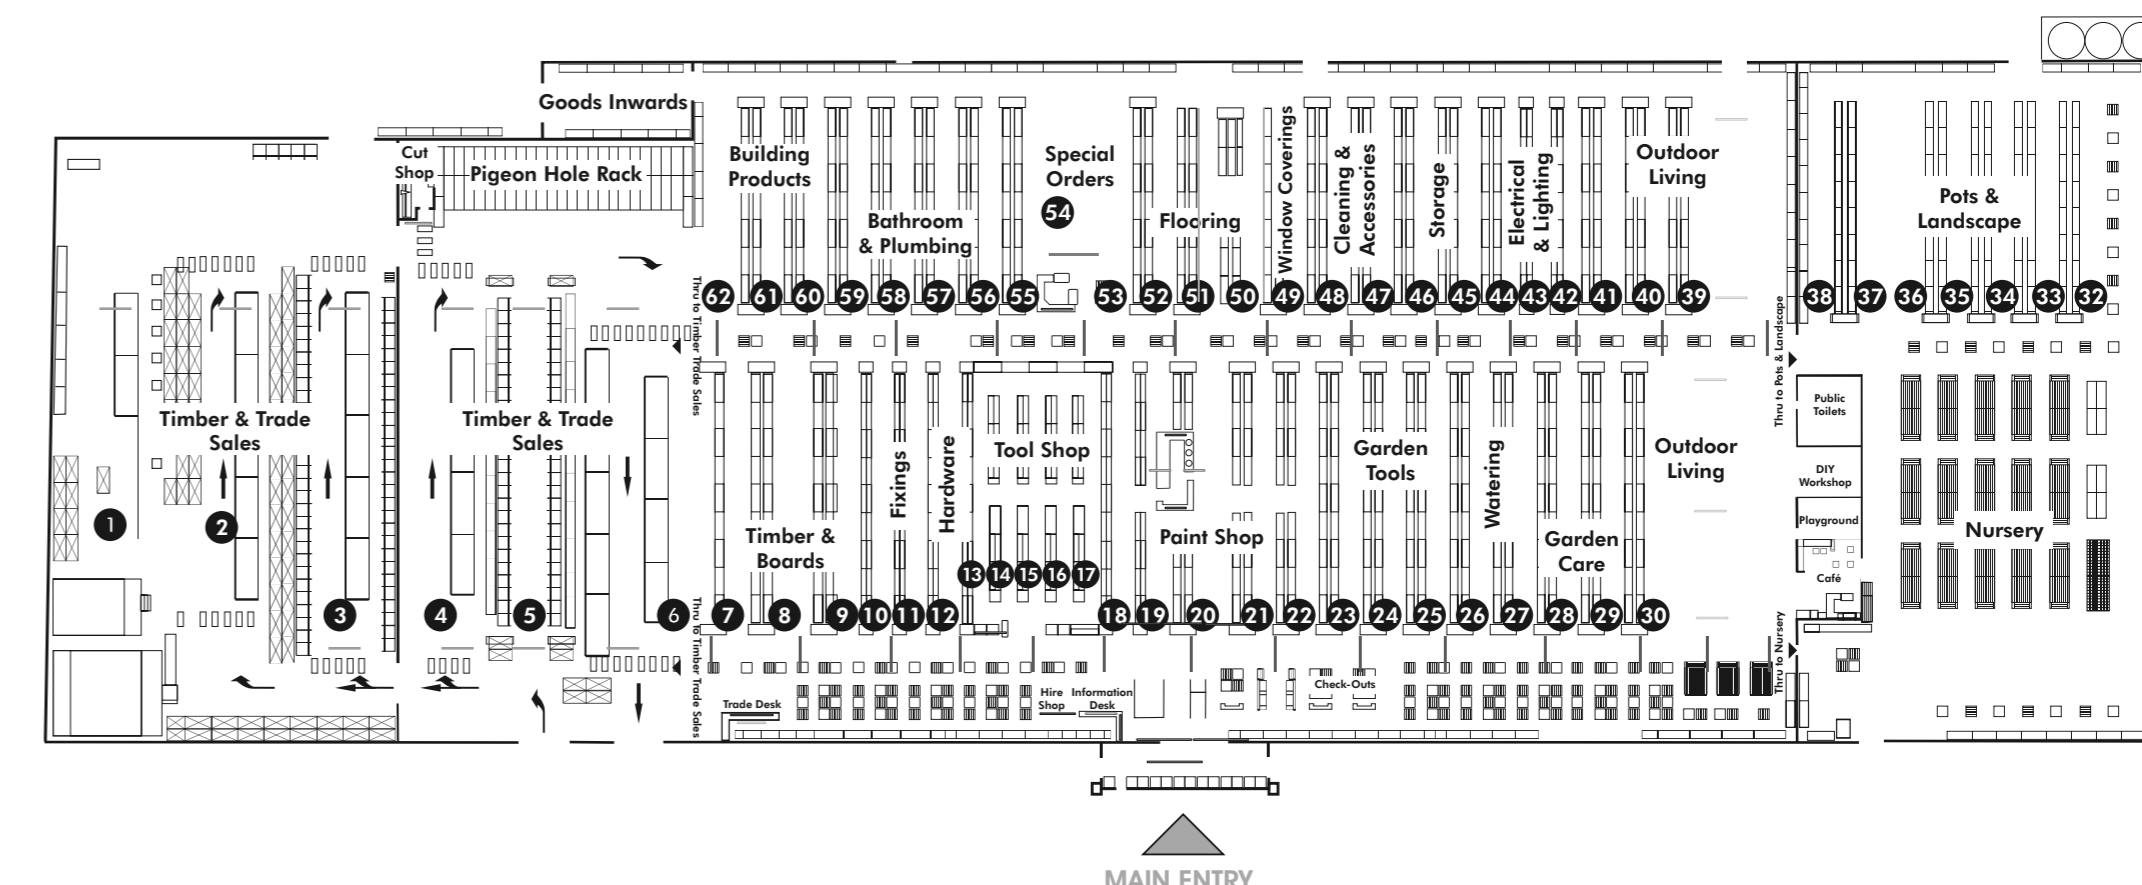 Goods Inwards
Cut
Shop
Pigeon Hole Rack
Building
Products
Bathroom
& Plumbing
Special
Orders
54
Flooring
Window Coverings
Cleaning &
Accessories
Storage
Electrical
& Lighting
Outdoor
Living
Pots &
Landscape
62 61 60 59 58 57 56 55 53 52 51 50 49 48 47 46 45 44 43 42 41 40 39 38 37 36 35 34 33 32
Thru to Timber Trade Sales
Thru to Pots & Landscape
Timber & Trade
Sales
Timber & Trade
Sales
Fixings
Hardware
Tool Shop
Garden
Tools
Watering
Outdoor
Living
Public
Toilets
DIY
Workshop
Playground
Café
Nursery
Timber &
Boards
Paint Shop
Garden
Care
1
2
13 14 15 16 17
3 4 5 6 7 8 9 10 11 12 18 19 20 21 22 23 24 25 26 27 28 29 30
Thru to Timber Trade Sales
Thru to Nursery
Trade Desk
Hire
Shop
Information
Desk
Check-Outs
MAIN ENTRY